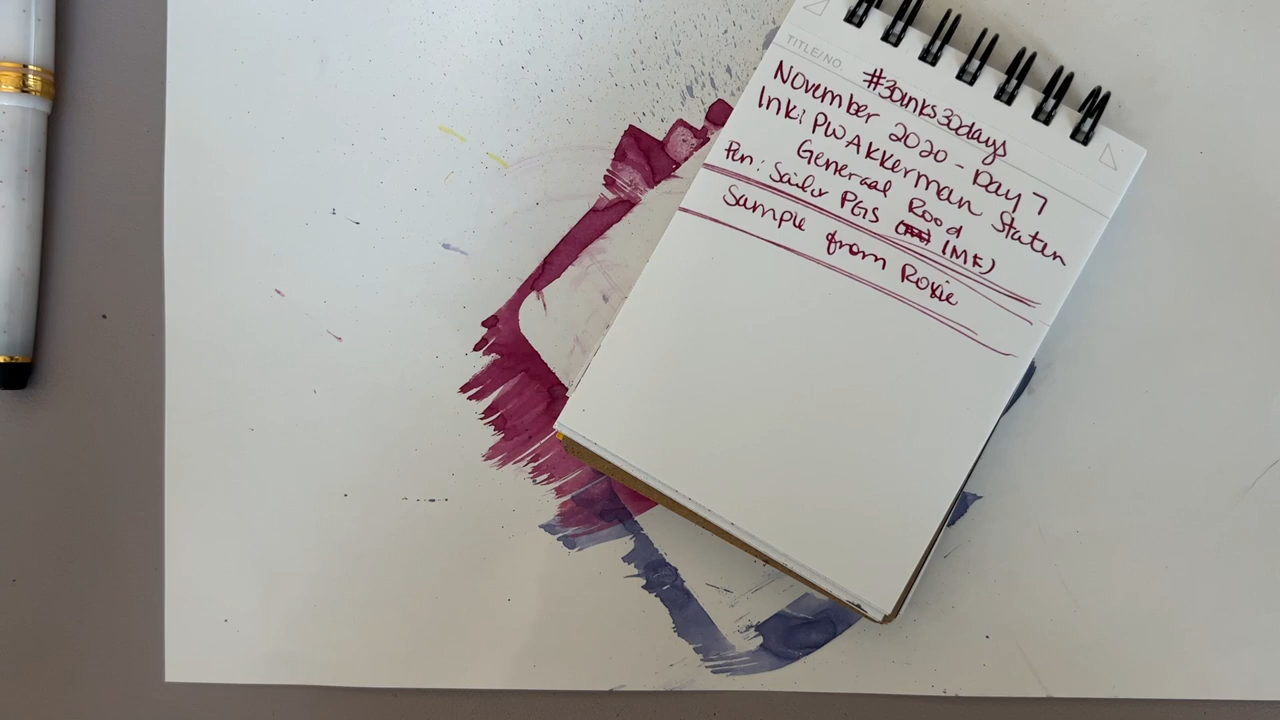 TITLE/NO.
#30inks30days
November 2020 - Day 7
Ink: PW Akkerman Staten
Generaal Rood
Pen: Sailor PGS (MF)
Sample from Roxie